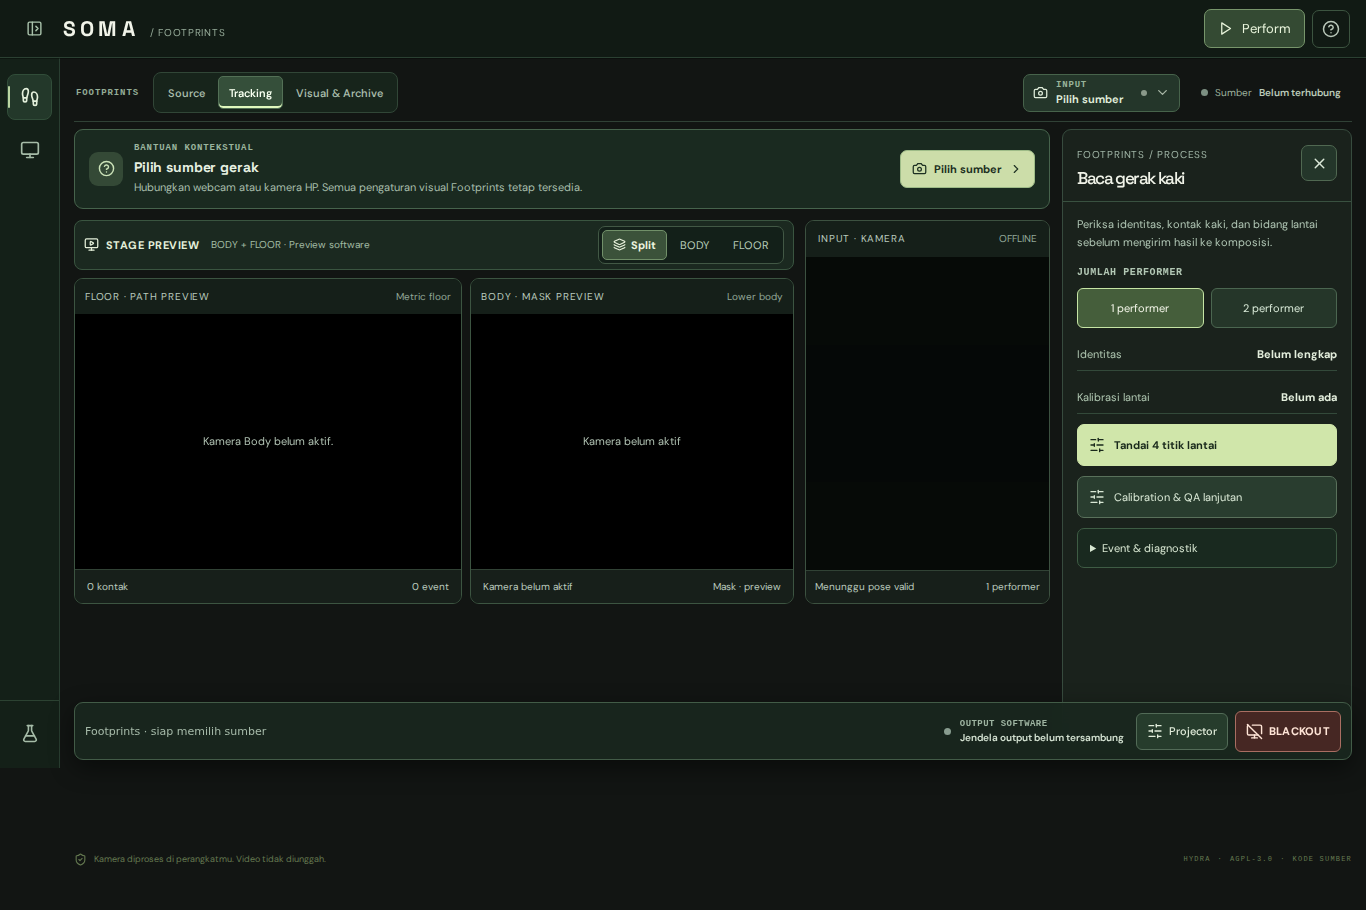 SOMA / FOOTPRINTS
Perform
FOOTPRINTS
Source
Tracking
Visual & Archive
INPUT
Pilih sumber
Sumber Belum terhubung
BANTUAN KONTEKSTUAL
Pilih sumber gerak
Hubungkan webcam atau kamera HP. Semua pengaturan visual Footprints tetap tersedia.
Pilih sumber
STAGE PREVIEW BODY + FLOOR · Preview software
Split
BODY
FLOOR
FLOOR · PATH PREVIEW Metric floor
Kamera Body belum aktif.
0 kontak 0 event
BODY · MASK PREVIEW Lower body
Kamera belum aktif
Kamera belum aktif Mask · preview
INPUT · KAMERA OFFLINE
Menunggu pose valid 1 performer
FOOTPRINTS / PROCESS
Baca gerak kaki
Periksa identitas, kontak kaki, dan bidang lantai
sebelum mengirim hasil ke komposisi.
JUMLAH PERFORMER
1 performer
2 performer
Identitas Belum lengkap
Kalibrasi lantai Belum ada
Tandai 4 titik lantai
Calibration & QA lanjutan
Event & diagnostik
Footprints · siap memilih sumber
OUTPUT SOFTWARE
Jendela output belum tersambung
Projector
BLACKOUT
Kamera diproses di perangkatmu. Video tidak diunggah.
HYDRA · AGPL-3.0 · KODE SUMBER